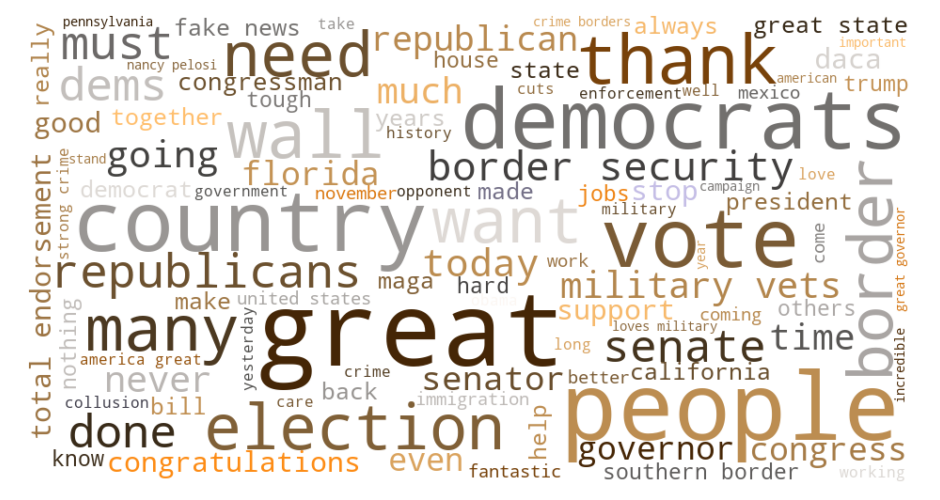 pennsylvania
fake news
take
crime borders
always
great state
must
need
republican
thank
important
nancy pelosi
house
state
daca
dems
congressman
much
cuts
enforcement
well
mexico
american
trump
really
tough
good
together
wall
years
history
democrats
going
florida
border security
stand
strong crime
democrat
government
november
opponent
made
jobs
stop
campaign
love
president
country
want
military
vote
year
come
border
great governor
total endorsement
republicans
today
work
military vets
maga
hard
make
united states
obama
support
coming
others
nothing
many
great
loves military
senate
time
yesterday
america great
long
incredible
never
crime
senator
better
california
back
collusion
bill
care
immigration
people
done
election
help
governor
congress
know
congratulations
even
fantastic
southern border
working